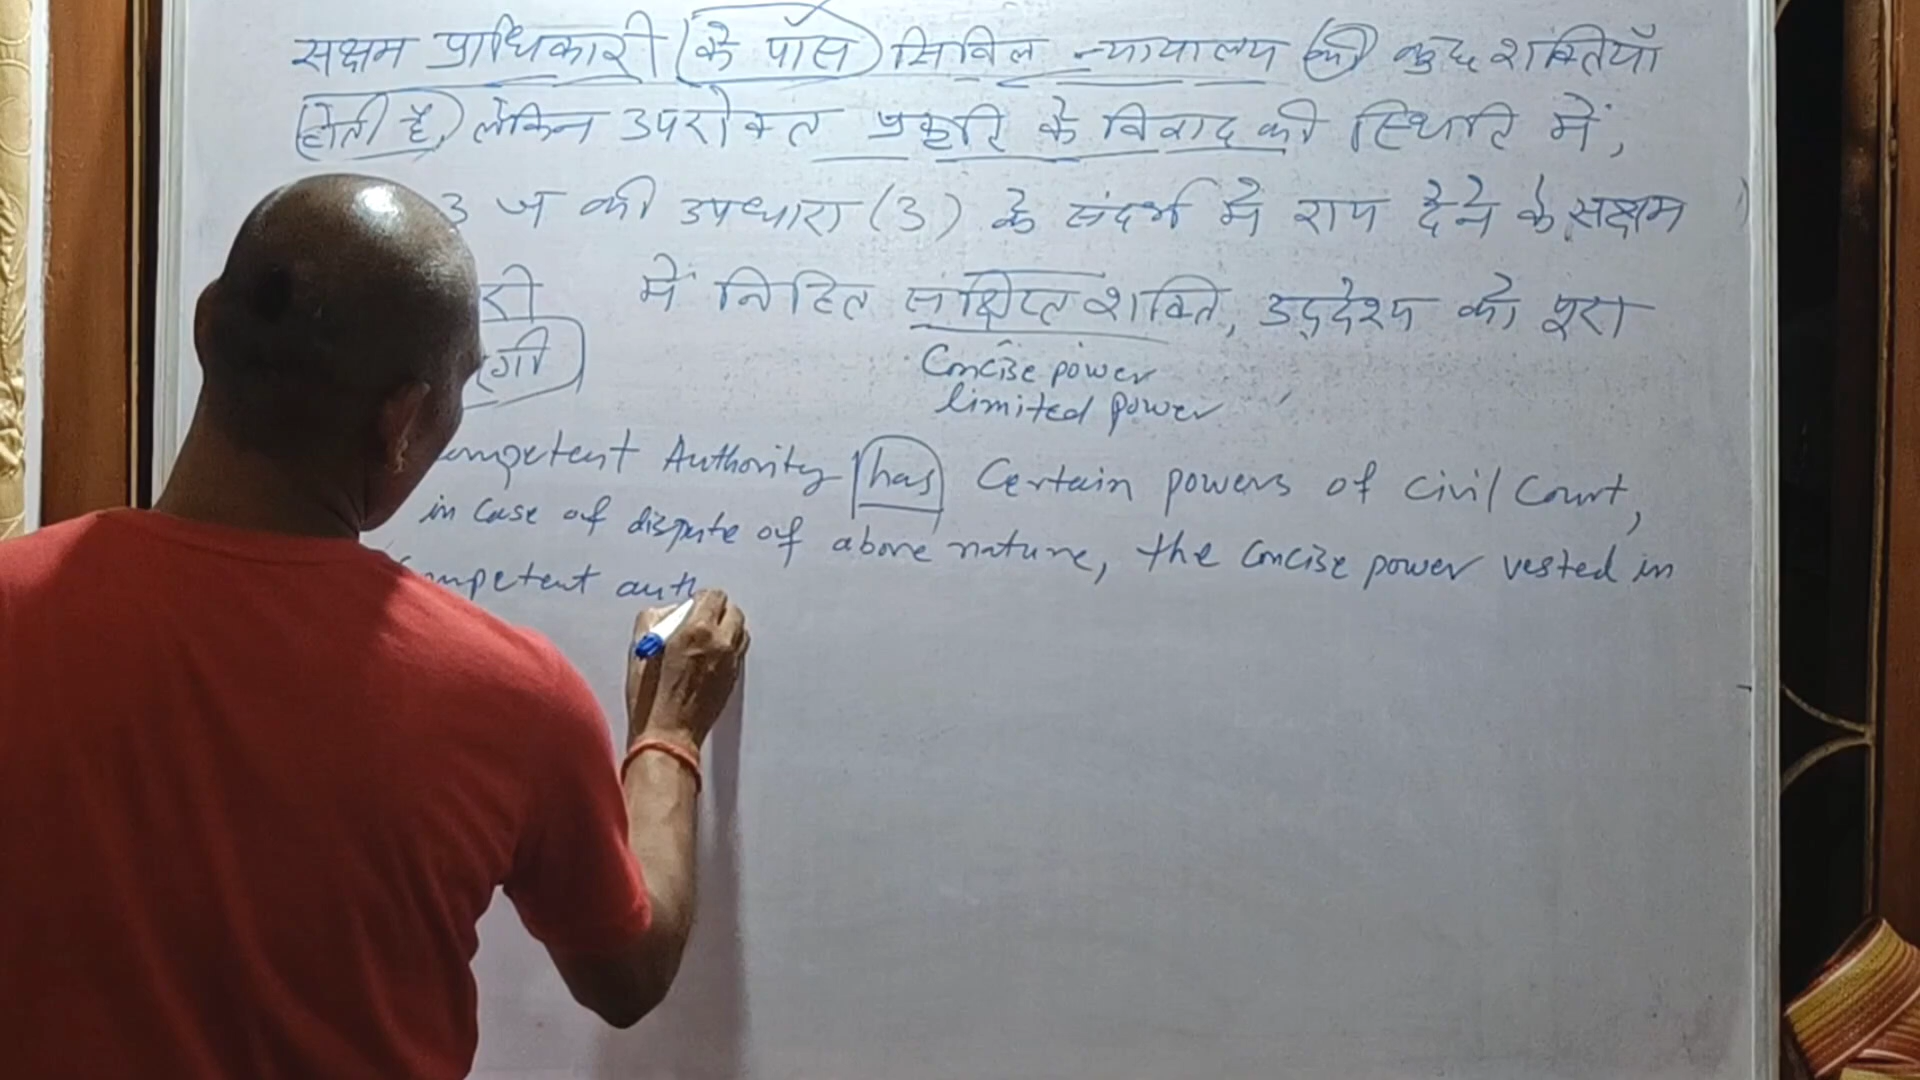 सक्षम प्राधिकारी के पास सिविल न्यायालय की कुछ शक्तियाँ
होती है, लेकिन उपरोक्त प्रकृति के विवाद की स्थिति में,
3 ज की उपधारा (3) के संदर्भ में राय देने के सक्षम
री में निहित संक्षिप्त शक्ति, उद्देश्य को पूरा
गी
Concise power
limited power
ompetent Authority has Certain powers of Civil Court,
in case of dispute of above nature, the Concise power vested in
Competent auth